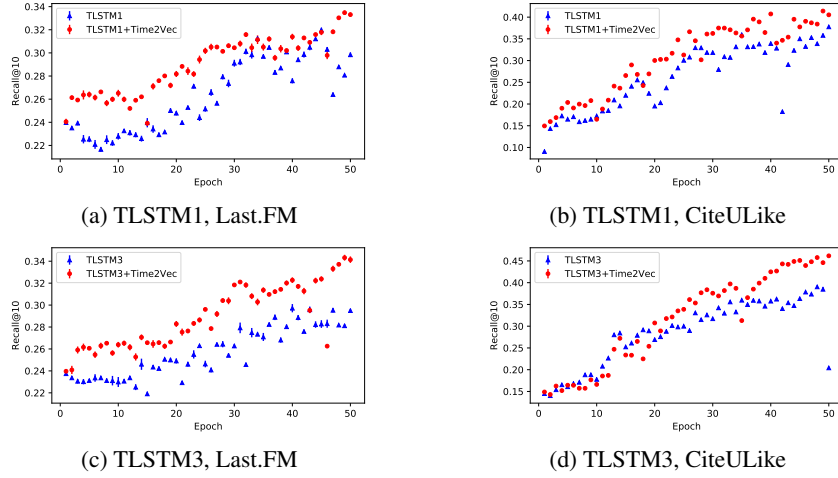 TLSTM1
TLSTM1+Time2Vec
0.34
0.32
0.30
0.28
0.26
0.24
0.22
Recall@10
0 10 20 30 40 50
Epoch
(a) TLSTM1, Last.FM
TLSTM1
TLSTM1+Time2Vec
0.40
0.35
0.30
0.25
0.20
0.15
0.10
Recall@10
0 10 20 30 40 50
Epoch
(b) TLSTM1, CiteULike
TLSTM3
TLSTM3+Time2Vec
0.34
0.32
0.30
0.28
0.26
0.24
0.22
Recall@10
0 10 20 30 40 50
Epoch
(c) TLSTM3, Last.FM
TLSTM3
TLSTM3+Time2Vec
0.45
0.40
0.35
0.30
0.25
0.20
0.15
Recall@10
0 10 20 30 40 50
Epoch
(d) TLSTM3, CiteULike